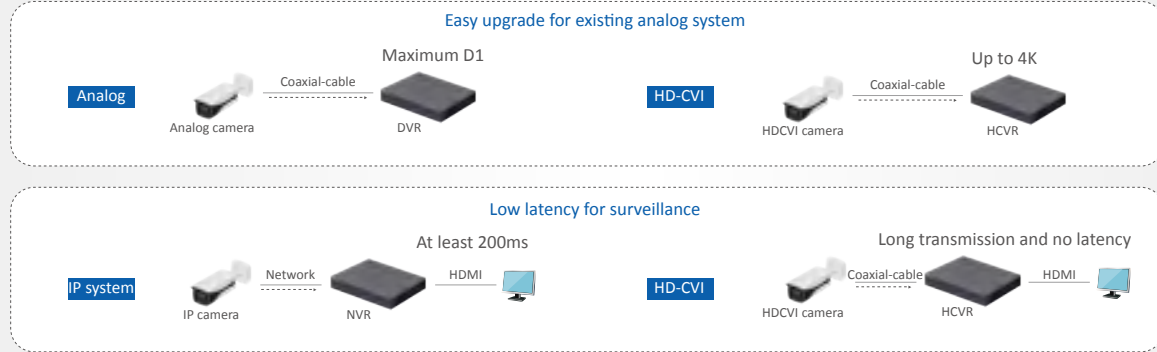 Easy upgrade for existing analog system
Maximum D1
Up to 4K
Analog
Coaxial-cable
HD-CVI
Coaxial-cable
Analog camera
DVR
HDCVI camera
HCVR
Low latency for surveillance
At least 200ms
Long transmission and no latency
IP system
Network
HDMI
HD-CVI
Coaxial-cable
HDMI
IP camera
NVR
HDCVI camera
HCVR